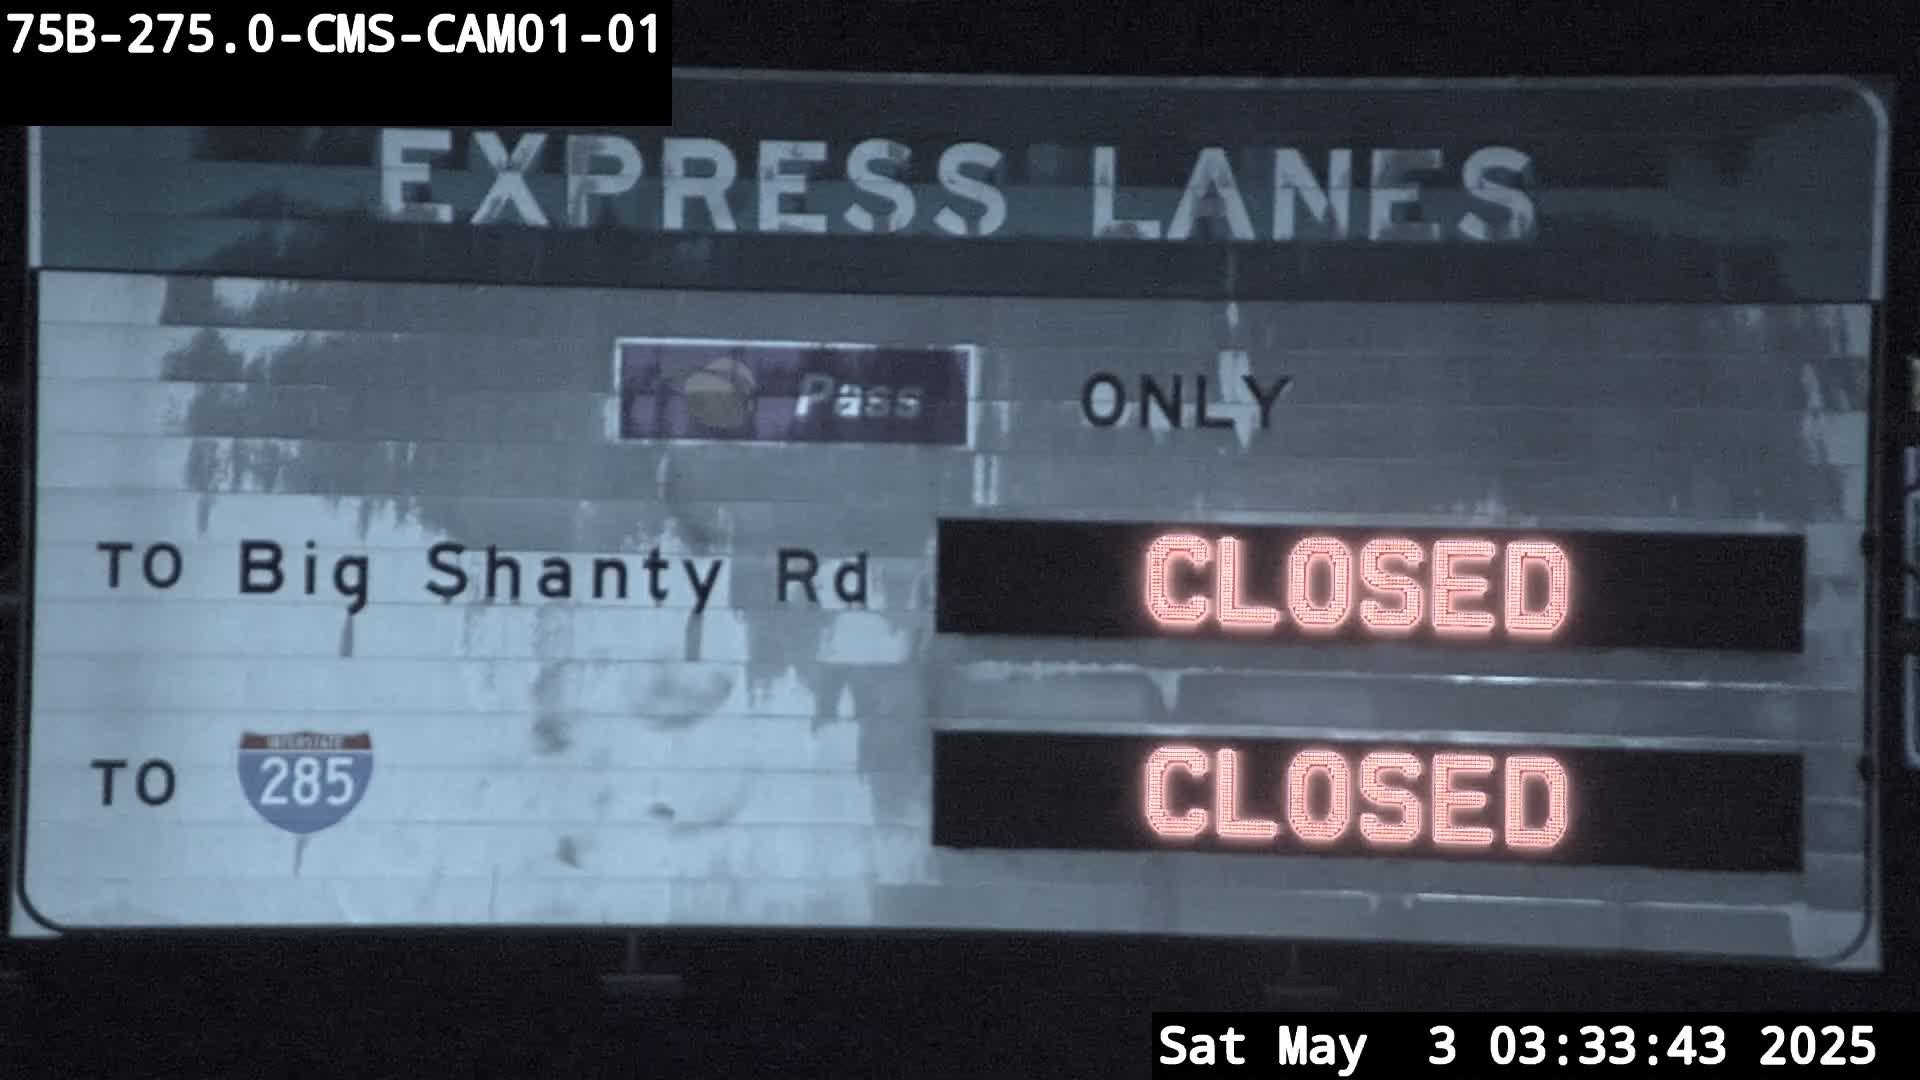 75B-275.0-CMS-CAM01-01
EXPRESS LANES
Pass ONLY
TO Big Shanty Rd CLOSED
TO INTERSTATE 285 CLOSED
Sat May 3 03:33:43 2025